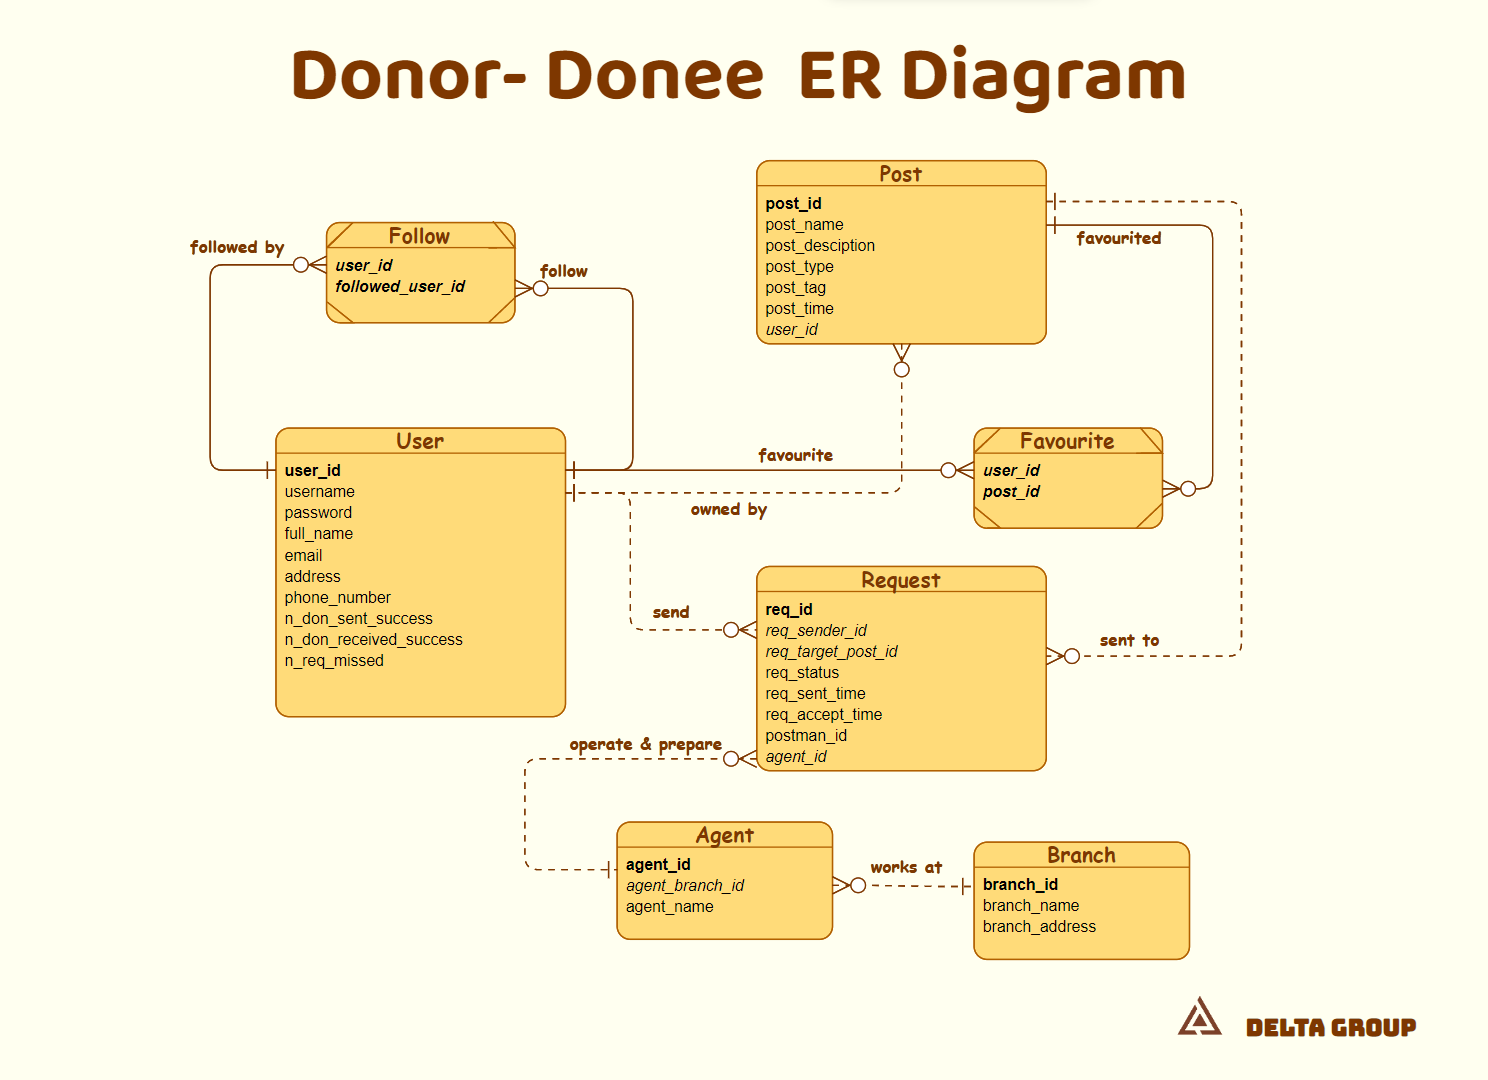 Donor- Donee ER Diagram
Post
post_id
post_name
post_desciption
post_type
post_tag
post_time
user_id
favourited
Follow
user_id
followed_user_id
followed by
follow
User
user_id
username
password
full_name
email
address
phone_number
n_don_sent_success
n_don_received_success
n_req_missed
favourite
owned by
Favourite
user_id
post_id
send
Request
req_id
req_sender_id
req_target_post_id
req_status
req_sent_time
req_accept_time
postman_id
agent_id
sent to
operate & prepare
Agent
agent_id
agent_branch_id
agent_name
works at
Branch
branch_id
branch_name
branch_address
DELTA GROUP